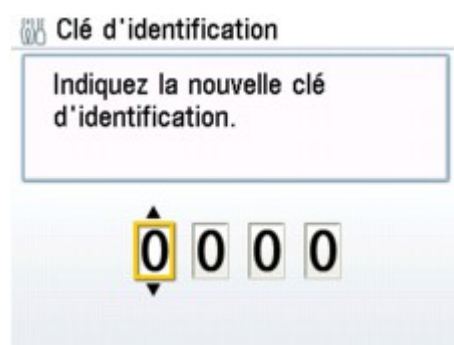 Clé d'identification
Indiquez la nouvelle clé
d'identification.
0 0 0 0